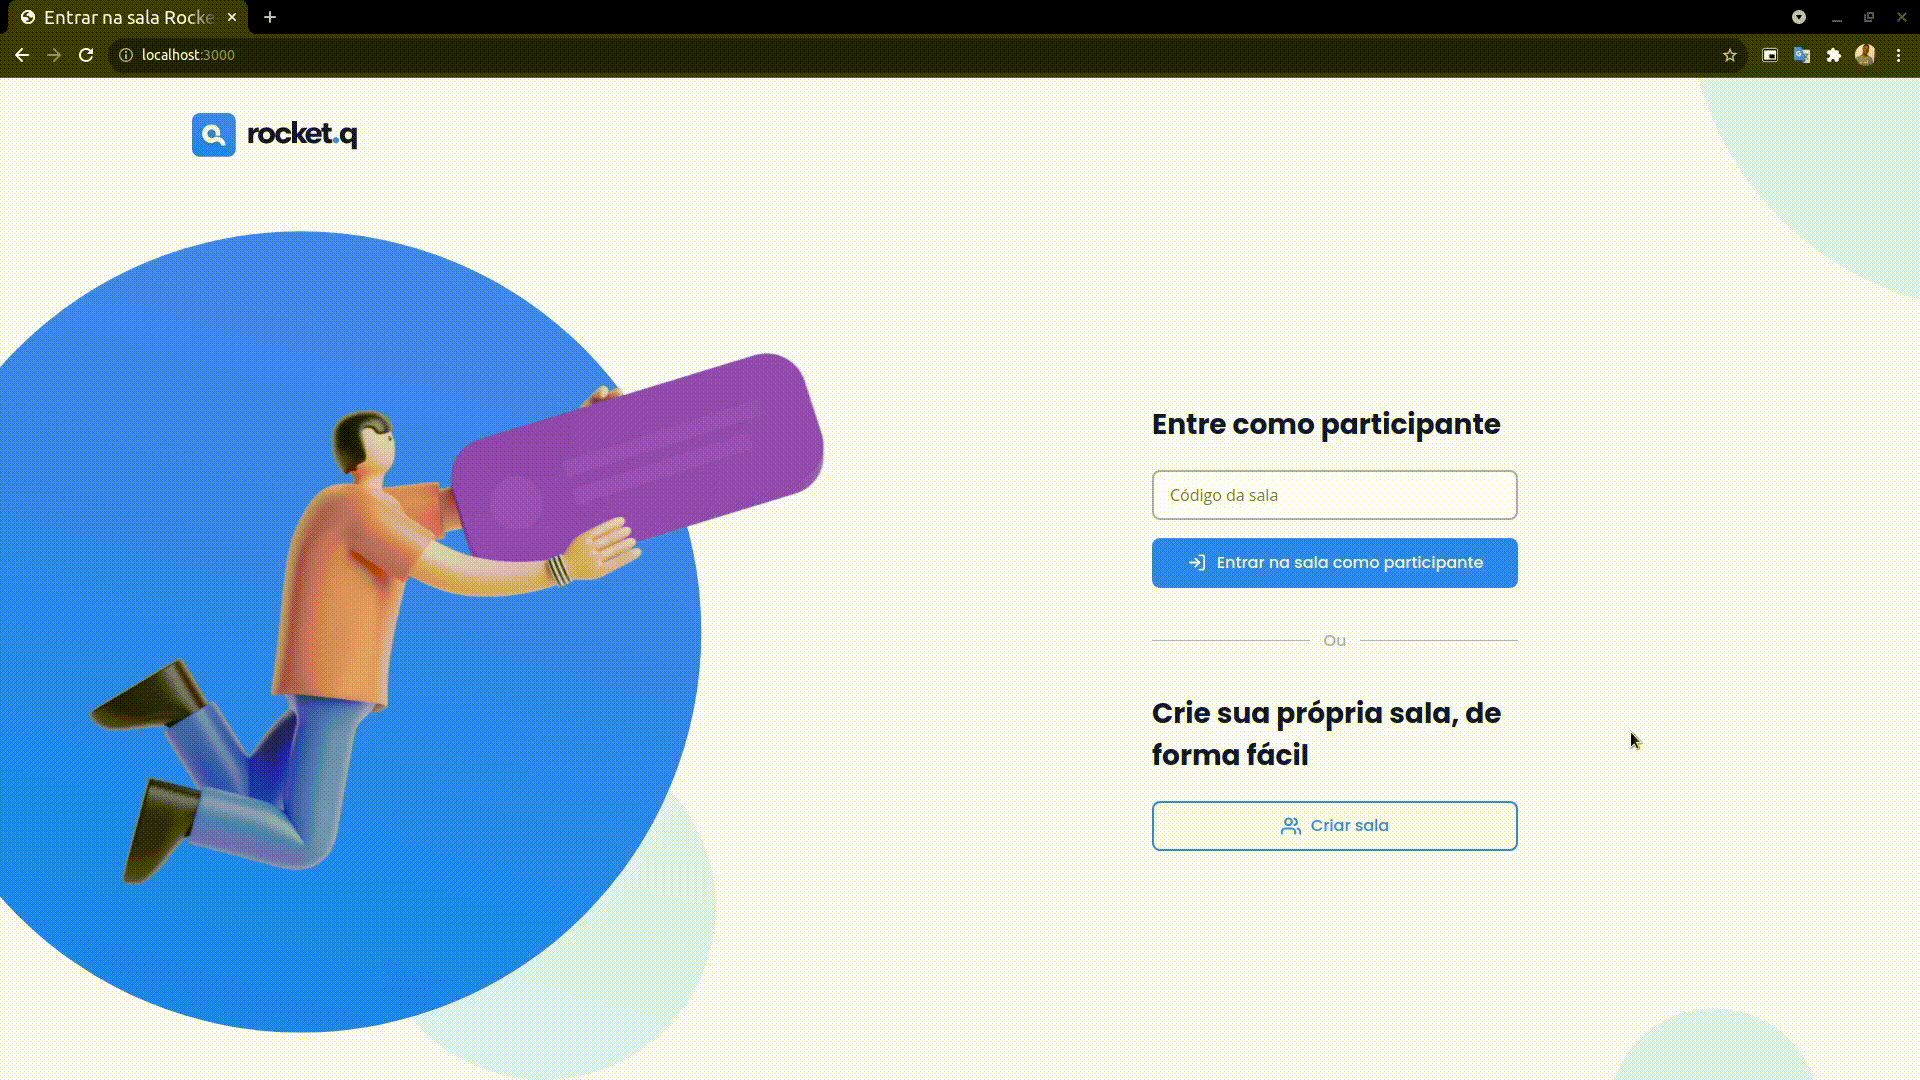 Entrar na sala Rocke
localhost:3000
rocket.q
Entre como participante
Código da sala
Entrar na sala como participante
Ou
Crie sua própria sala, de
forma fácil
Criar sala